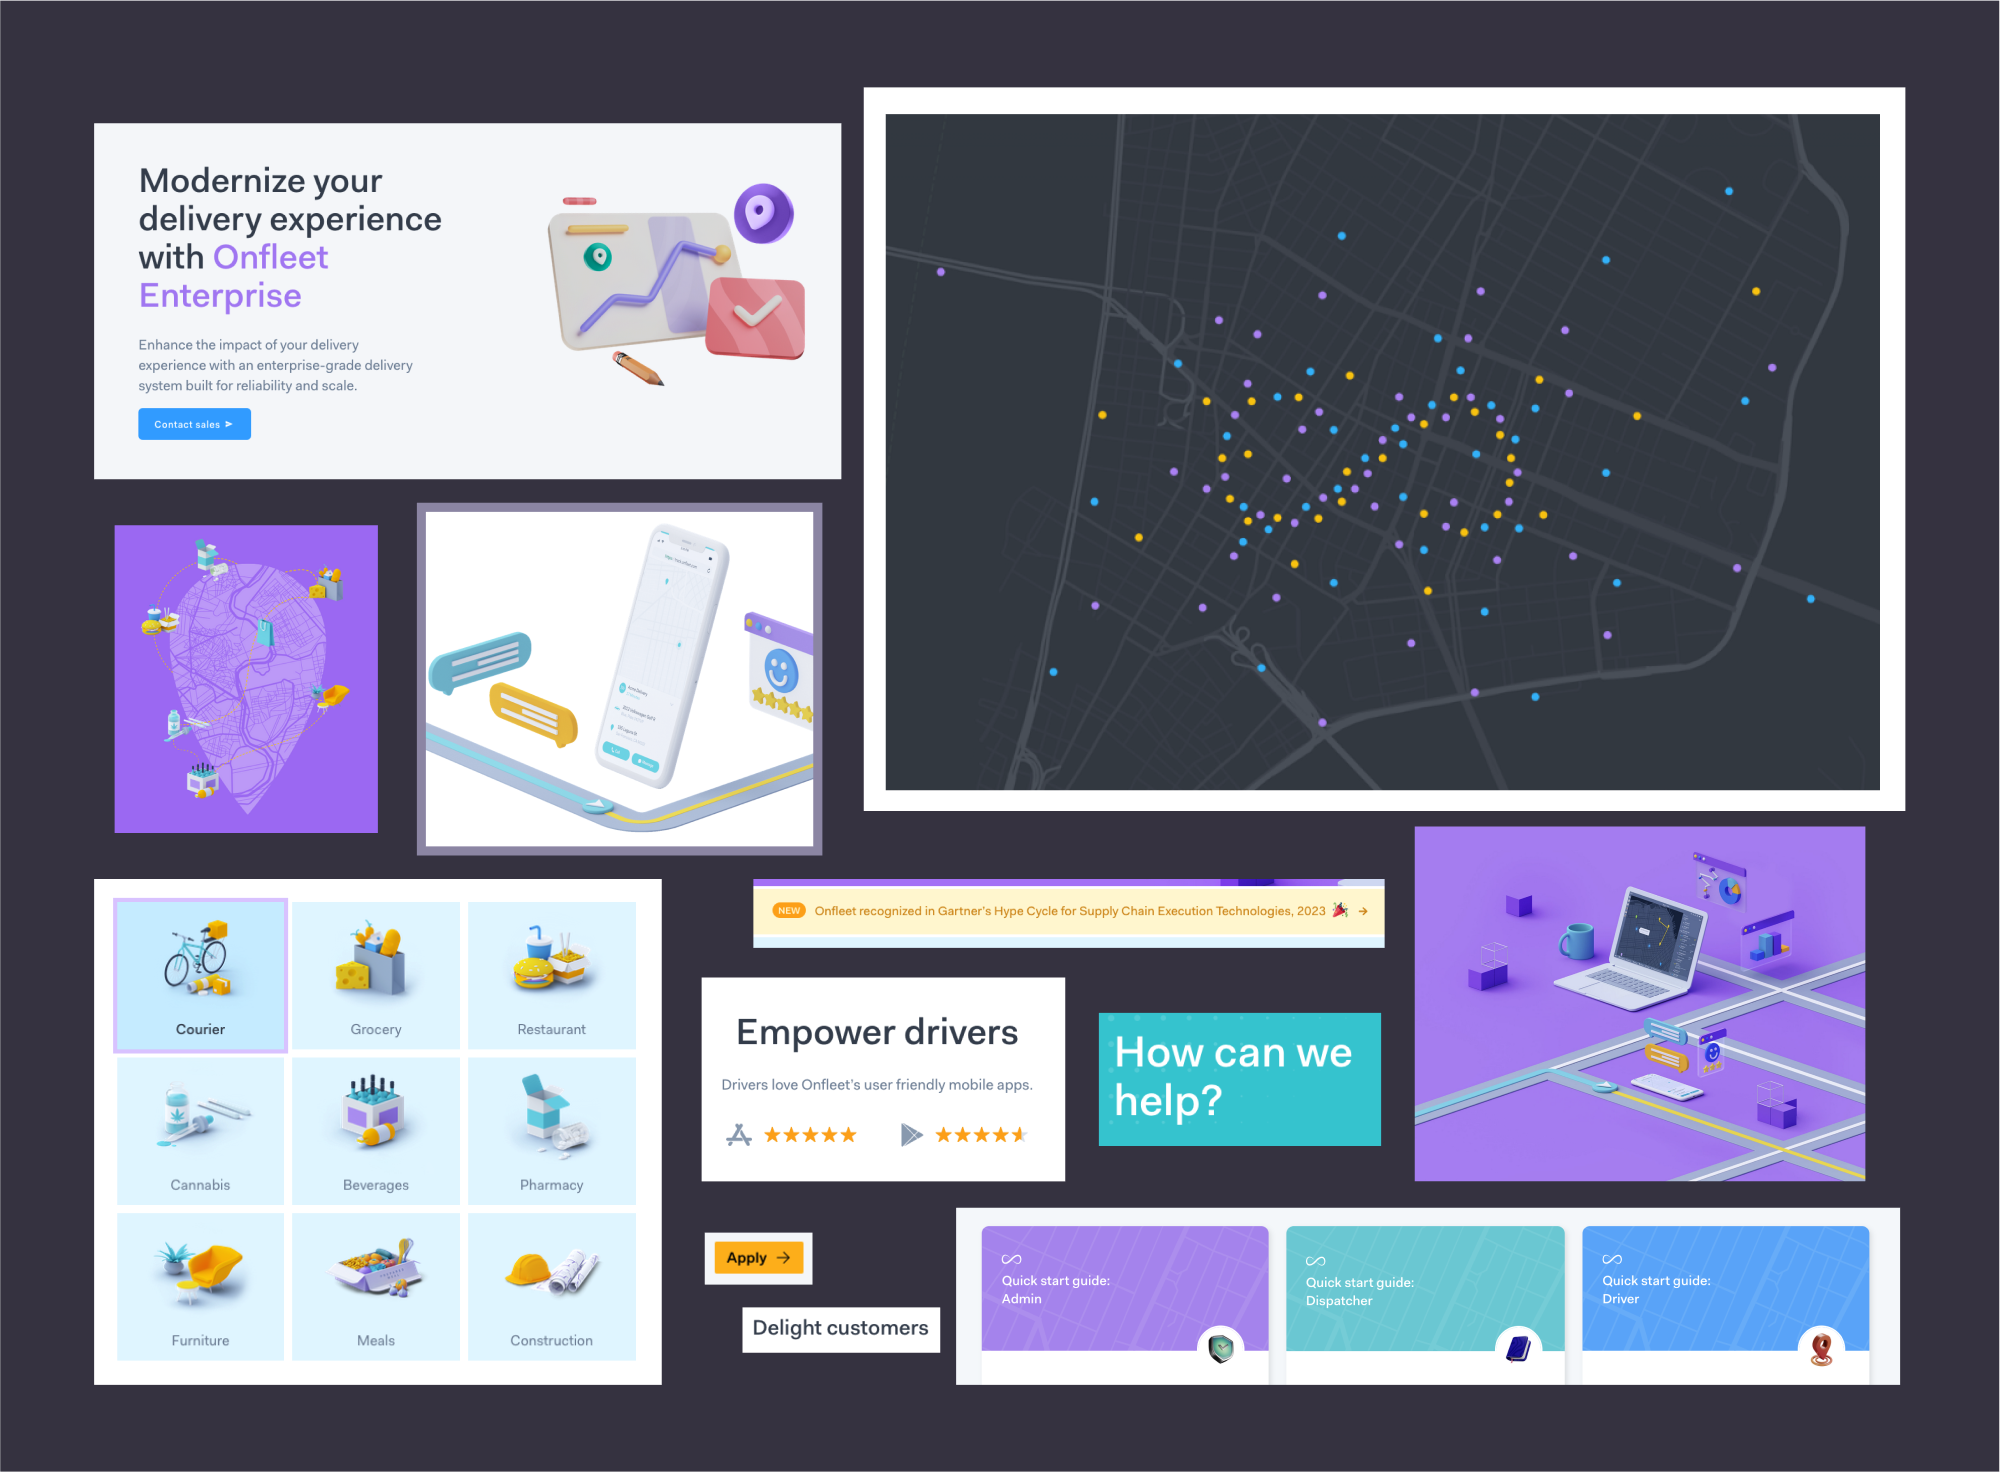 Modernize your
delivery experience
with Onfleet
Enterprise
Enhance the impact of your delivery
experience with an enterprise-grade delivery
system built for reliability and scale.
Contact sales
NEW Onfleet recognized in Gartner's Hype Cycle for Supply Chain Execution Technologies, 2023
Courier
Grocery
Restaurant
Cannabis
Beverages
Pharmacy
Furniture
Meals
Construction
Empower drivers
Drivers love Onfleet's user friendly mobile apps.
How can we
help?
Apply
Delight customers
Quick start guide:
Admin
Quick start guide:
Dispatcher
Quick start guide:
Driver